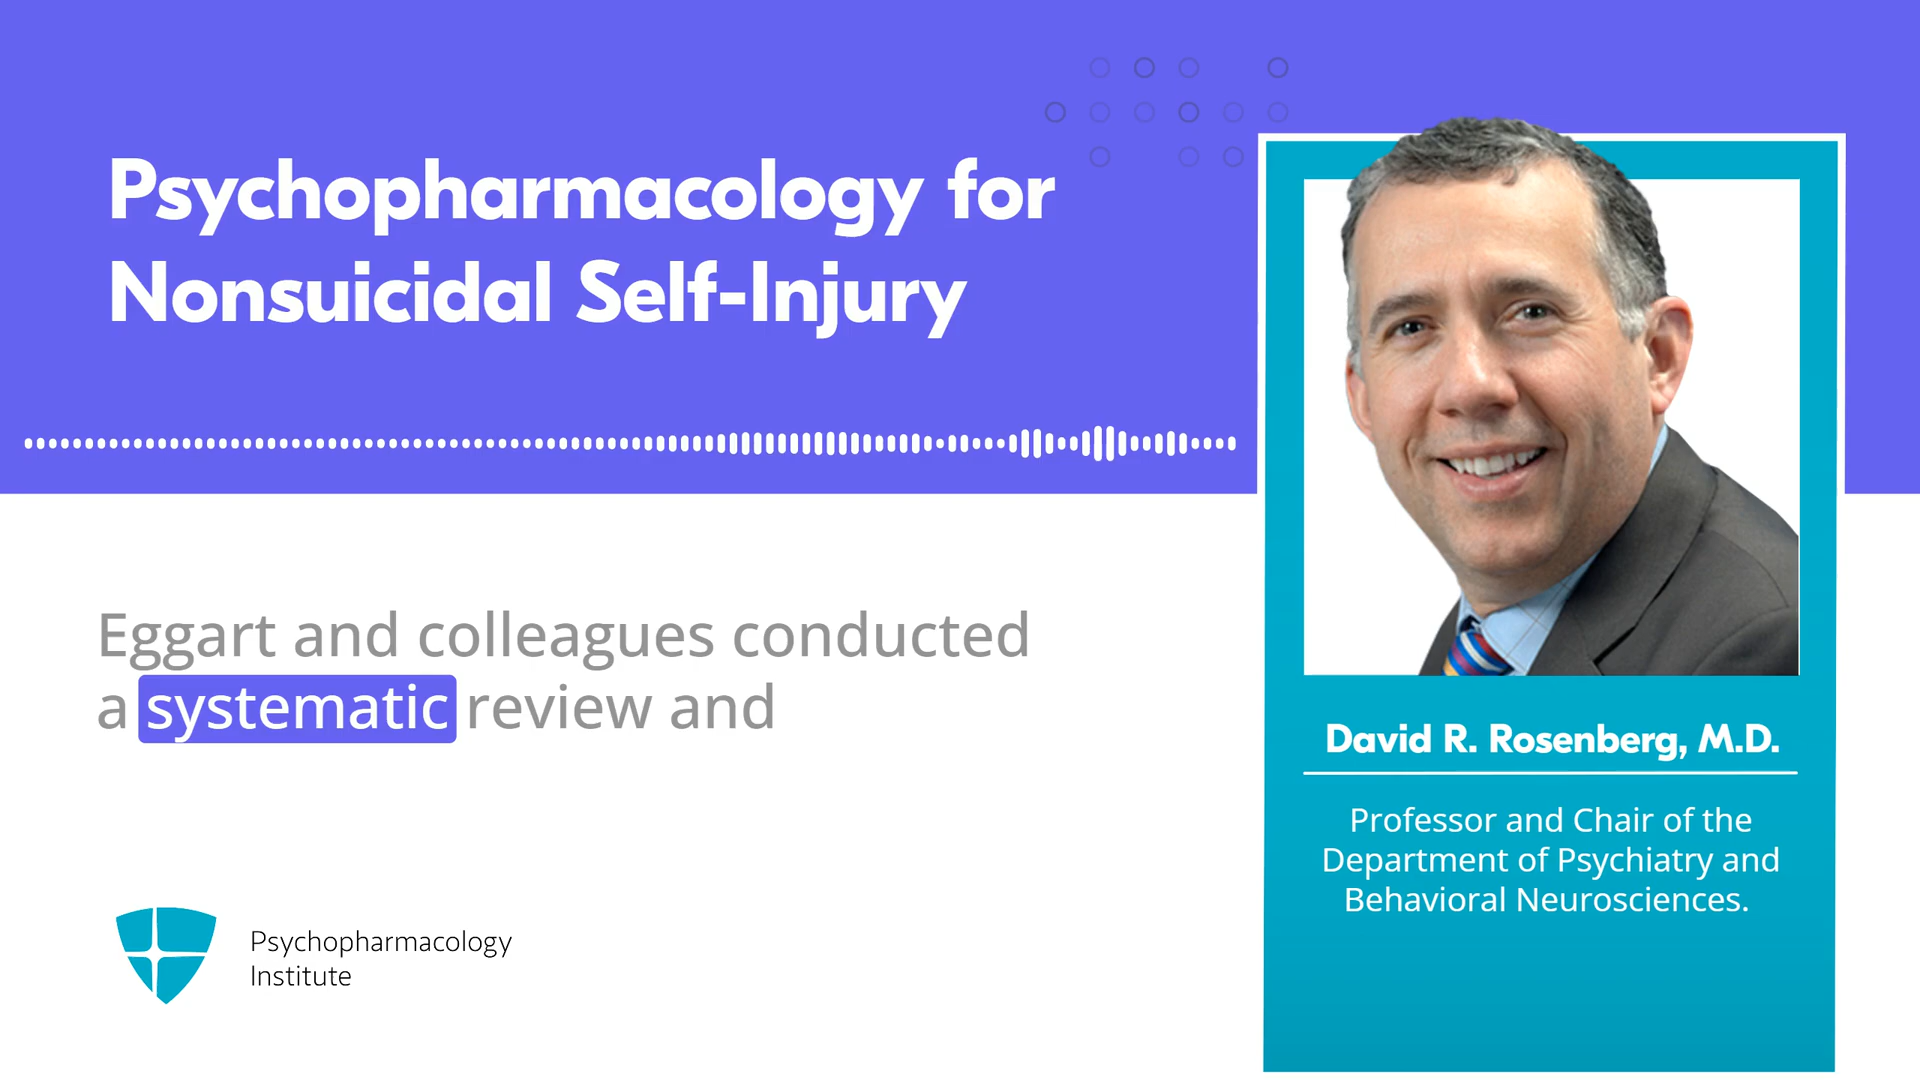 Psychopharmacology for
Nonsuicidal Self-Injury
Eggart and colleagues conducted
a systematic review and
Psychopharmacology
Institute
David R. Rosenberg, M.D.
Professor and Chair of the
Department of Psychiatry and
Behavioral Neurosciences.